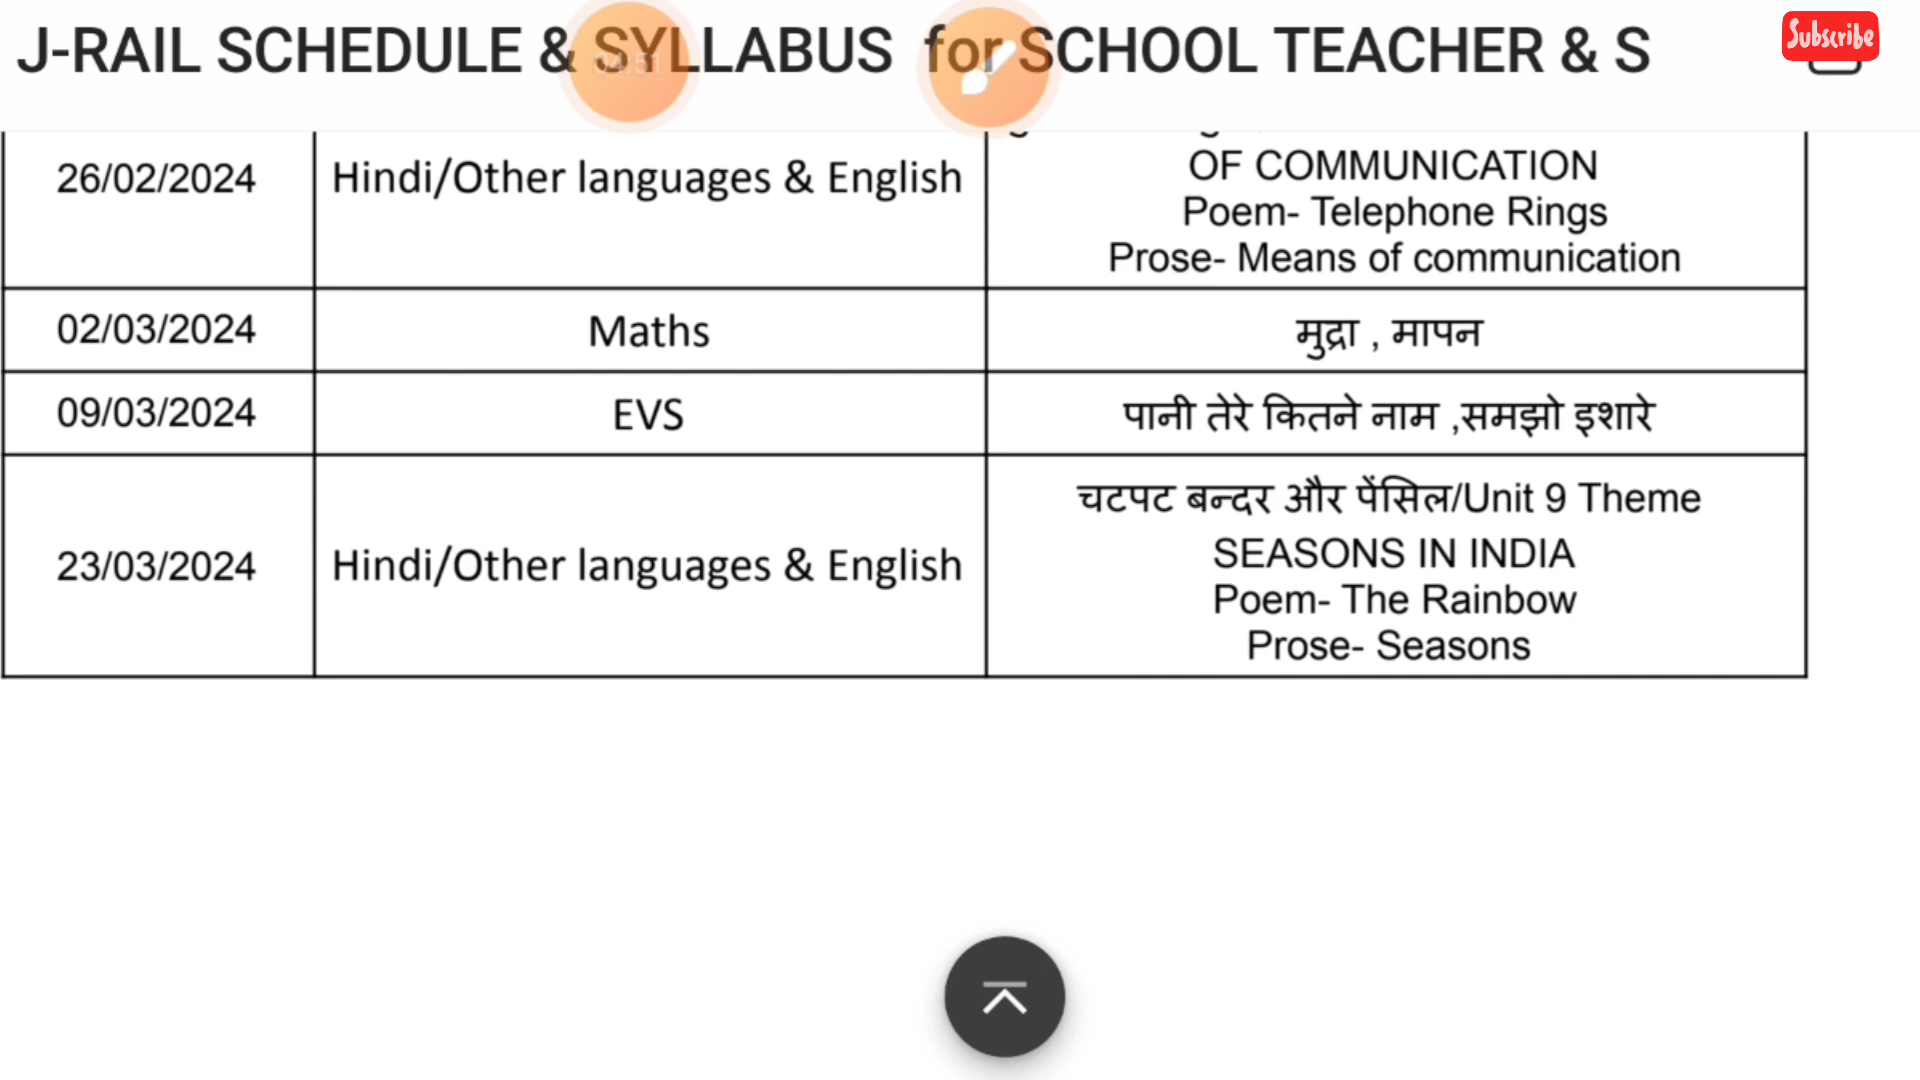 J-RAIL SCHEDULE & SYLLABUS for SCHOOL TEACHER & S
Subscribe
04:51
26/02/2024
Hindi/Other languages & English
OF COMMUNICATION
Poem- Telephone Rings
Prose- Means of communication
02/03/2024
Maths
मुद्रा , मापन
09/03/2024
EVS
पानी तेरे कितने नाम ,समझो इशारे
23/03/2024
Hindi/Other languages & English
चटपट बन्दर और पेंसिल/Unit 9 Theme
SEASONS IN INDIA
Poem- The Rainbow
Prose- Seasons